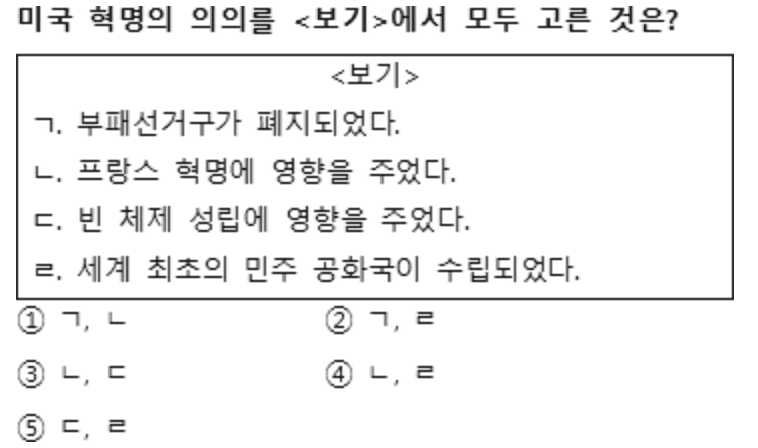 미국 혁명의 의의를 <보기>에서 모두 고른 것은?
<보기>
ㄱ. 부패선거구가 폐지되었다.
ㄴ. 프랑스 혁명에 영향을 주었다.
ㄷ. 빈 체제 성립에 영향을 주었다.
ㄹ. 세계 최초의 민주 공화국이 수립되었다.
① ㄱ, ㄴ ② ㄱ, ㄹ
③ ㄴ, ㄷ ④ ㄴ, ㄹ
⑤ ㄷ, ㄹ